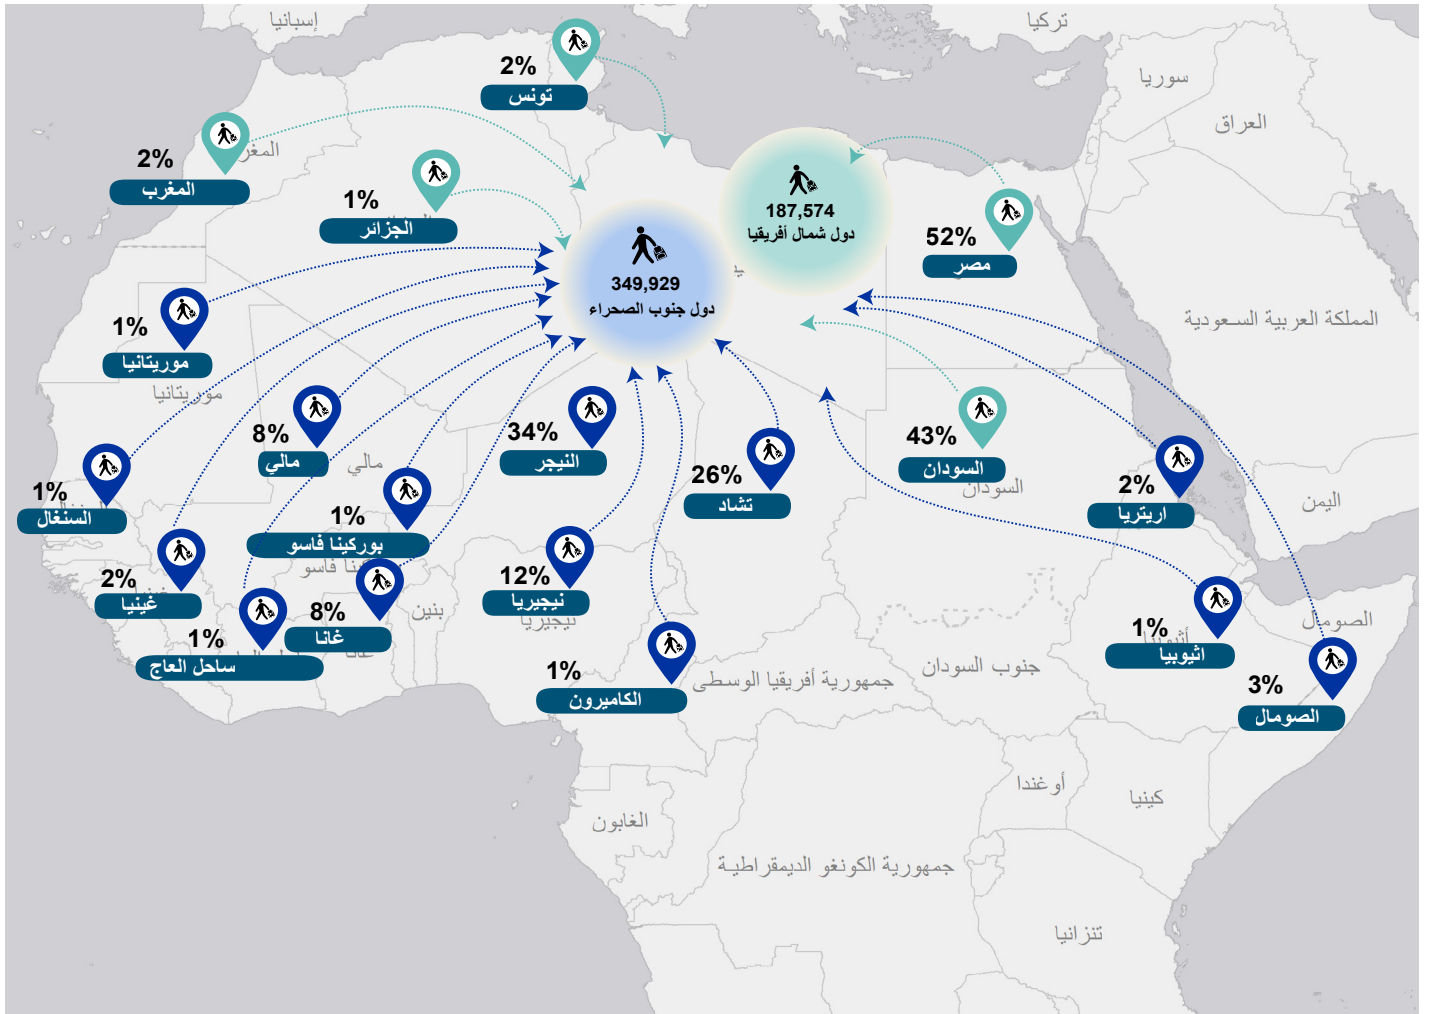 إسبانيا
تركيا
سوريا
العراق
2%
تونس
2%
المغر
المغرب
1%
الجزائر
187,574
دول شمال أفريقيا
52%
مصر
349,929
دول جنوب الصحراء
المملكة العربية السعودية
1%
موريتانيا
موريتانيا
8%
مالي
مالي
34%
النيجر
26%
تشاد
43%
السودان
السودان
2%
اريتريا
اليمن
1%
السنغال
1%
بوركينا فاسو
كينا فاسو
2%
غينيا
8%
غانا
بنين
12%
نيجيريا
نيجيريا
1%
ساحل العاج
1%
الكاميرون
جمهورية أفريقيا الوسطى
جنوب السودان
1%
أثيوبيا
اثيوبيا
الصومال
3%
الصومال
أوغندا
كينيا
الغابون
جمهورية الكونغو الديمقراطية
تنزانيا